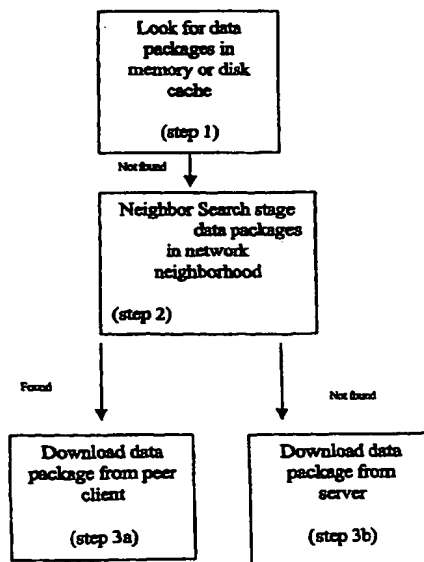 Look for data
packages in
memory or disk
cache
(step 1)
Not found
Neighbor Search stage
data packages
in network
neighborhood
(step 2)
Found
Not found
Download data
package from peer
client
(step 3a)
Download data
package from
server
(step 3b)